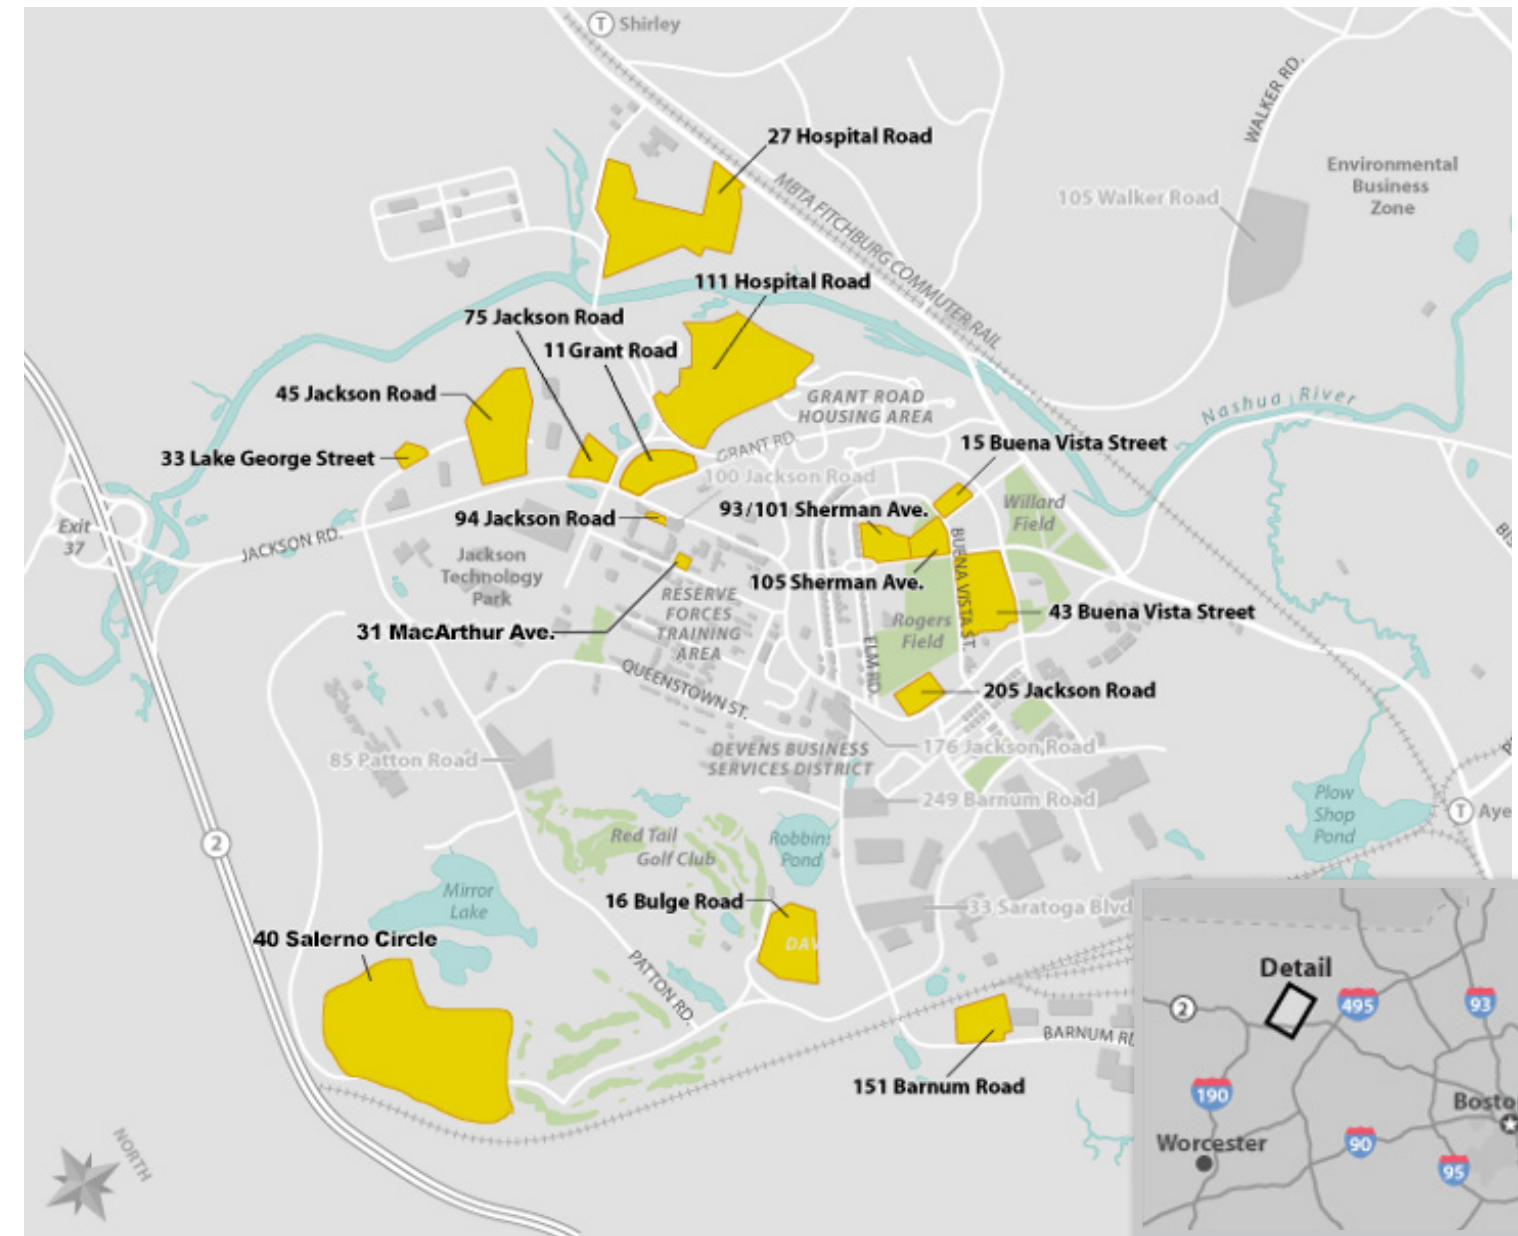 T Shirley
27 Hospital Road
WALKER RD.
Environmental
Business
Zone
105 Walker Road
MBTA FITCHBURG COMMUTER RAIL
111 Hospital Road
75 Jackson Road
11 Grant Road
45 Jackson Road
GRANT ROAD
HOUSING AREA
Nashua River
33 Lake George Street
GRANT RD.
15 Buena Vista Street
100 Jackson Road
93/101 Sherman Ave.
Willard
Field
94 Jackson Road
Exit
37
JACKSON RD.
Jackson
Technology
Park
105 Sherman Ave.
BUENA VISTA ST.
RESERVE
FORCES
TRAINING
AREA
31 MacArthur Ave.
Rogers
Field
43 Buena Vista Street
ELM RD.
QUEENSTOWN ST.
205 Jackson Road
DEVENS BUSINESS
SERVICES DISTRICT
176 Jackson Road
85 Patton Road
249 Barnum Road
Plow
Shop
Pond
T Aye
2
Red Tail
Golf Club
Robbins
Pond
Mirror
Lake
16 Bulge Road
33 Saratoga Blvd
40 Salerno Circle
DAV
PATTON RD.
BARNUM RD
151 Barnum Road
NORTH
Detail
2
495
93
190
Bosto
90
Worcester
95